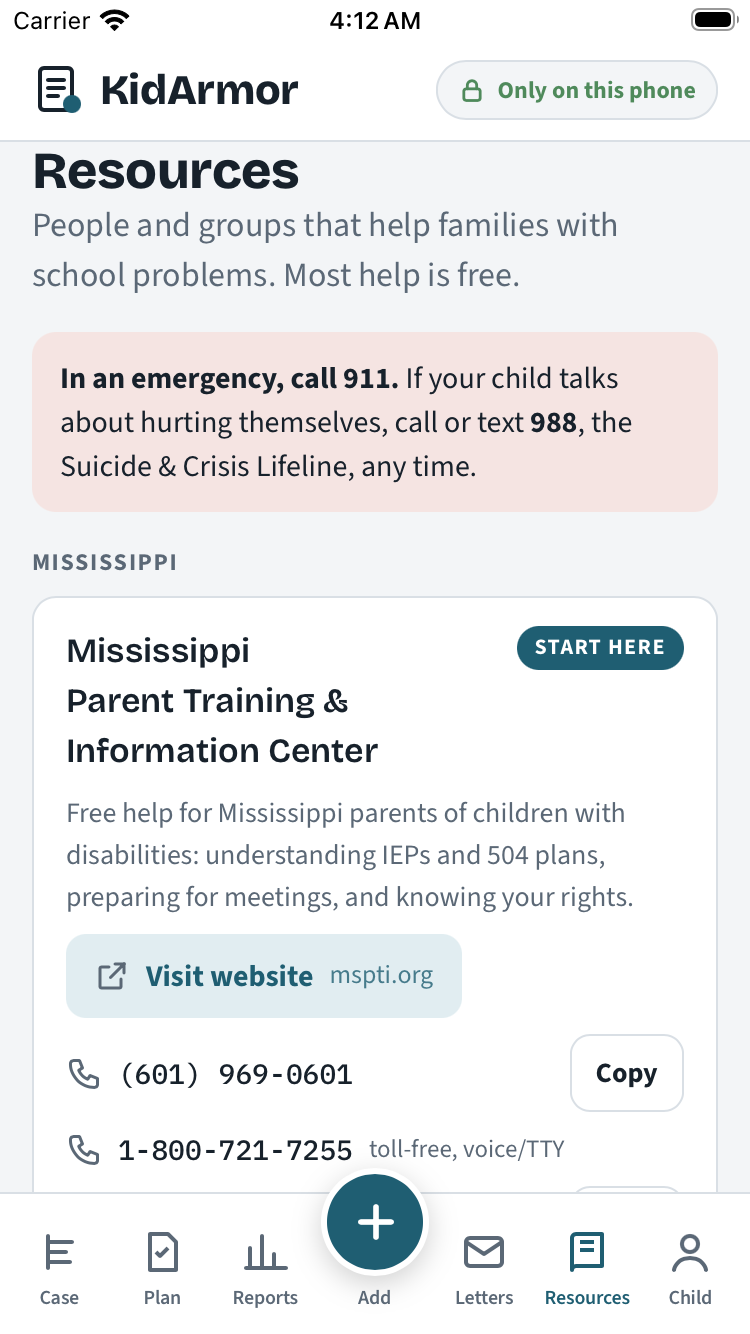 Carrier 4:12 AM
KidArmor Only on this phone
Resources
People and groups that help families with
school problems. Most help is free.
In an emergency, call 911. If your child talks
about hurting themselves, call or text 988, the
Suicide & Crisis Lifeline, any time.
MISSISSIPPI
Mississippi START HERE
Parent Training &
Information Center
Free help for Mississippi parents of children with
disabilities: understanding IEPs and 504 plans,
preparing for meetings, and knowing your rights.
Visit website mspti.org
(601) 969-0601 Copy
1-800-721-7255 toll-free, voice/TTY
Case Plan Reports Add Letters Resources Child